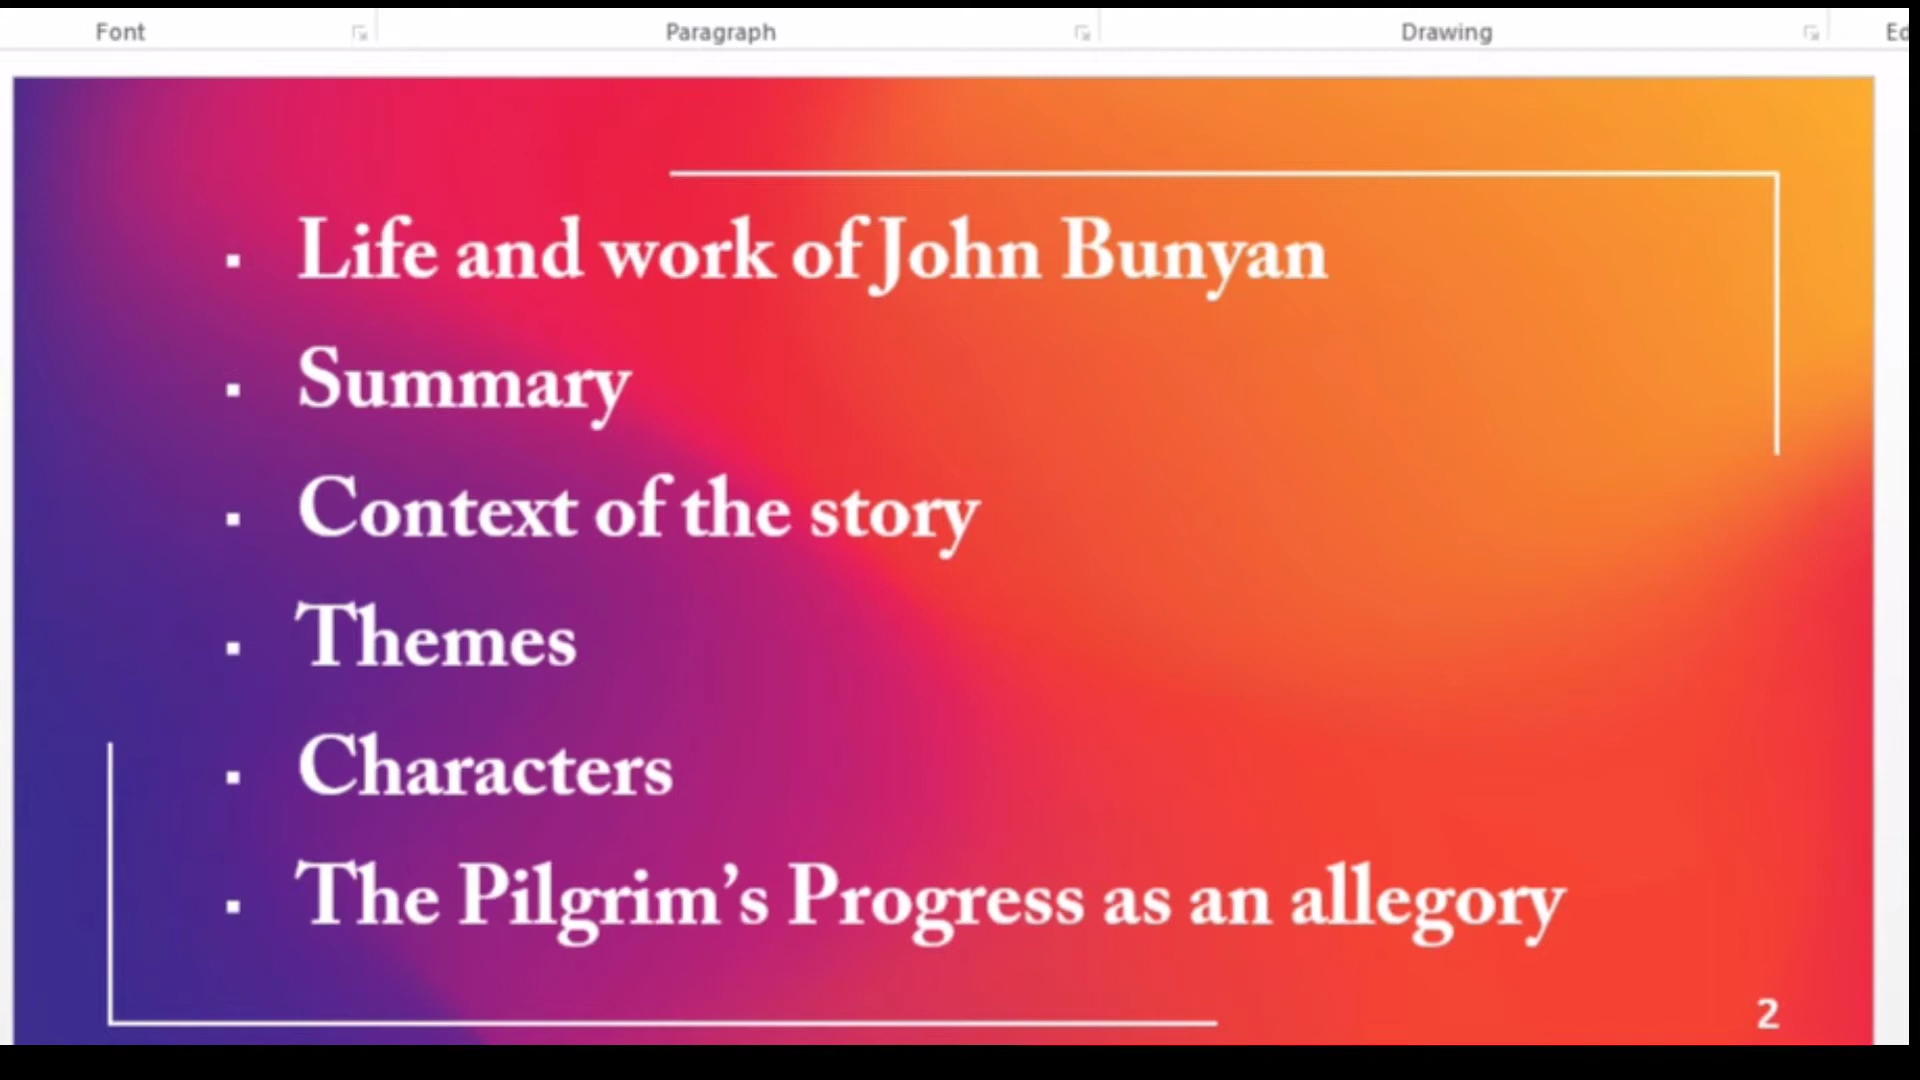 Font Paragraph Drawing
▪ Life and work of John Bunyan
▪ Summary
▪ Context of the story
▪ Themes
▪ Characters
▪ The Pilgrim’s Progress as an allegory
2